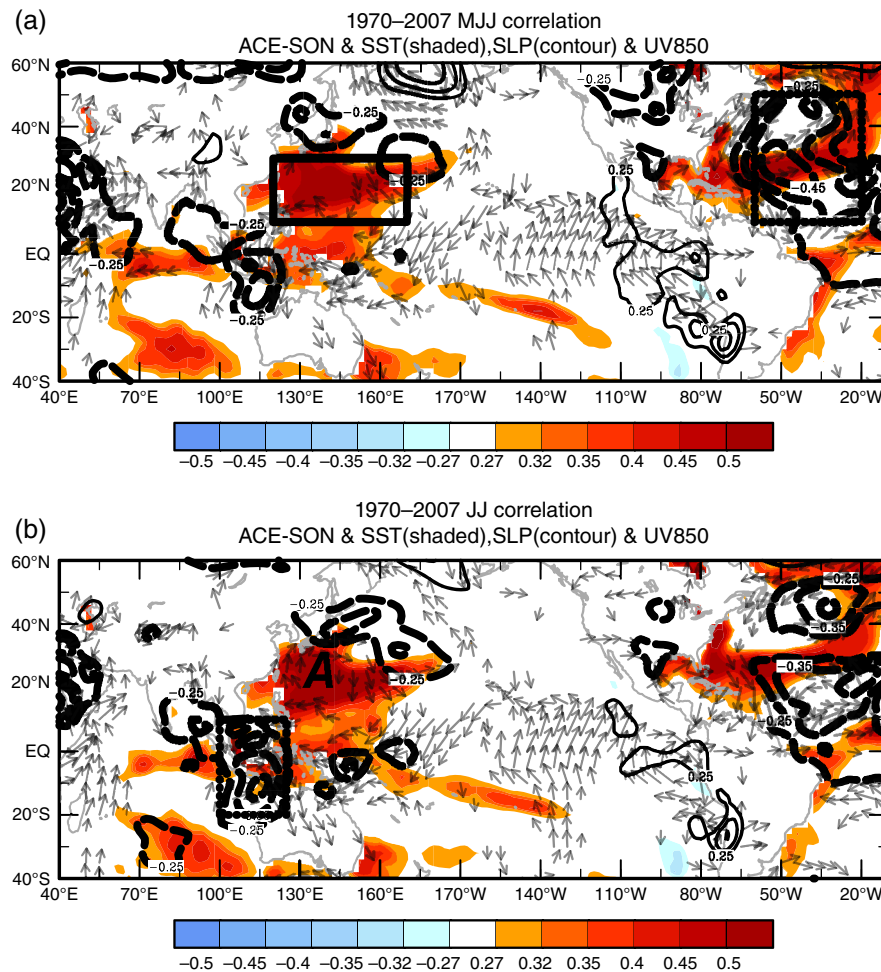 (a)
1970–2007 MJJ correlation
ACE-SON & SST(shaded),SLP(contour) & UV850
60°N
40°N
20°N
EQ
20°S
40°S
-0.25
-0.25
-0.25
-0.25
-0.25
-0.25
-0.25
-0.25
-0.45
0.25
0.25
0.25
40°E 70°E 100°E 130°E 160°E 170°W 140°W 110°W 80°W 50°W 20°W
−0.5 −0.45 −0.4 −0.35 −0.32 −0.27 0.27 0.32 0.35 0.4 0.45 0.5
(b)
1970–2007 JJ correlation
ACE-SON & SST(shaded),SLP(contour) & UV850
60°N
40°N
20°N
EQ
20°S
40°S
-0.25
-0.25
-0.35
A
-0.35
-0.25
-0.25
-0.25
0.25
-0.25
-0.25
0.25
40°E 70°E 100°E 130°E 160°E 170°W 140°W 110°W 80°W 50°W 20°W
−0.5 −0.45 −0.4 −0.35 −0.32 −0.27 0.27 0.32 0.35 0.4 0.45 0.5